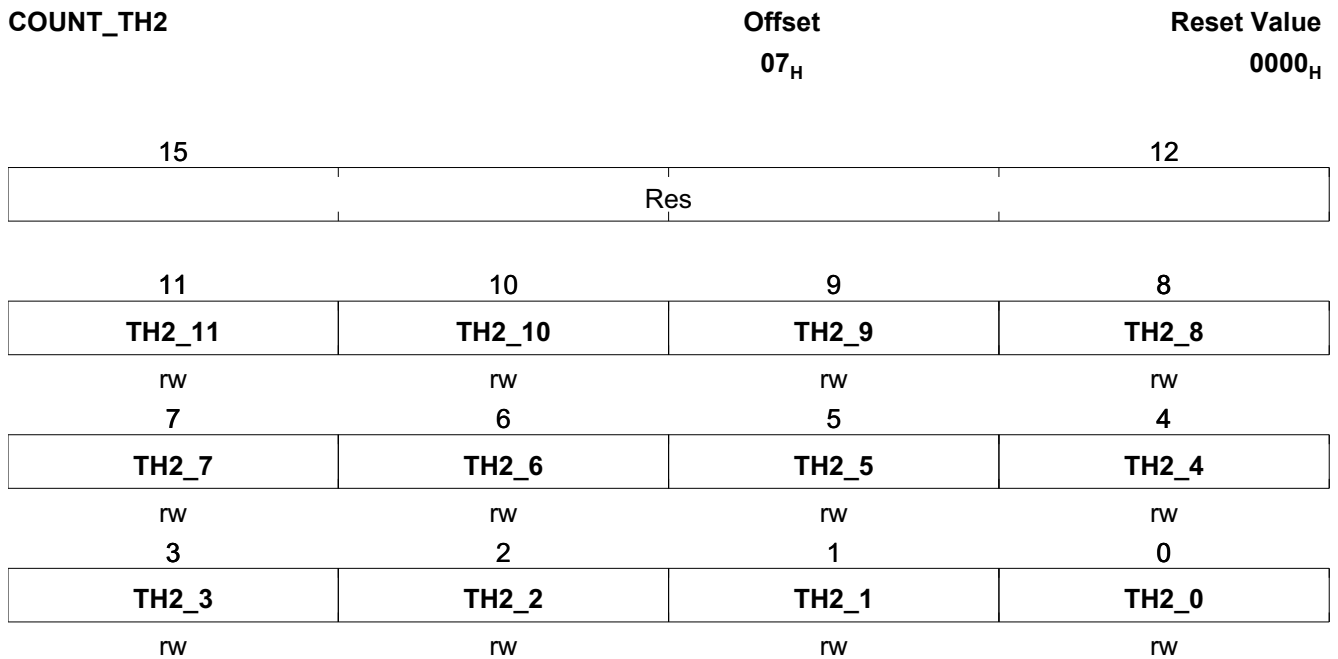 COUNT_TH2 Offset Reset Value
07H 0000H
15 12
Res
11 10 9 8
TH2_11 TH2_10 TH2_9 TH2_8
rw rw rw rw
7 6 5 4
TH2_7 TH2_6 TH2_5 TH2_4
rw rw rw rw
3 2 1 0
TH2_3 TH2_2 TH2_1 TH2_0
rw rw rw rw